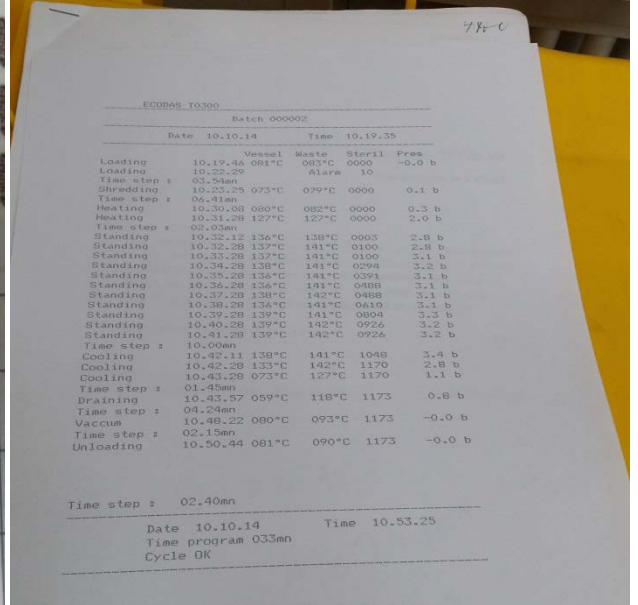 ECODAS T0300
Batch 000002
Date 10.10.14 Time 10.19.35
Vessel Waste Steril Pres
Loading 10.19.46 081°C 083°C 0000 -0.0 b
Loading 10.22.29 Alarm 10
Time step : 03.54mn
Shredding 10.23.25 073°C 079°C 0000 0.1 b
Time step : 06.41mn
Heating 10.30.08 080°C 082°C 0000 0.3 b
Heating 10.31.28 127°C 127°C 0000 2.0 b
Time step : 02.03mn
Standing 10.32.12 136°C 138°C 0003 2.8 b
Standing 10.32.28 137°C 141°C 0100 2.8 b
Standing 10.33.28 137°C 141°C 0100 3.1 b
Standing 10.34.28 138°C 141°C 0294 3.2 b
Standing 10.35.28 136°C 141°C 0391 3.1 b
Standing 10.36.28 136°C 141°C 0488 3.1 b
Standing 10.37.28 138°C 142°C 0488 3.1 b
Standing 10.38.28 136°C 141°C 0610 3.1 b
Standing 10.39.28 139°C 141°C 0804 3.3 b
Standing 10.40.28 139°C 142°C 0926 3.2 b
Standing 10.41.28 139°C 142°C 0926 3.2 b
Time step : 10.00mn
Cooling 10.42.11 138°C 141°C 1048 3.4 b
Cooling 10.42.28 133°C 142°C 1170 2.8 b
Cooling 10.43.28 073°C 127°C 1170 1.1 b
Time step : 01.45mn
Draining 10.43.57 059°C 118°C 1173 0.8 b
Time step : 04.24mn
Vaccum 10.48.22 080°C 093°C 1173 -0.0 b
Time step : 02.15mn
Unloading 10.50.44 081°C 090°C 1173 -0.0 b
Time step : 02.40mn
Date 10.10.14 Time 10.53.25
Time program 033mn
Cycle OK